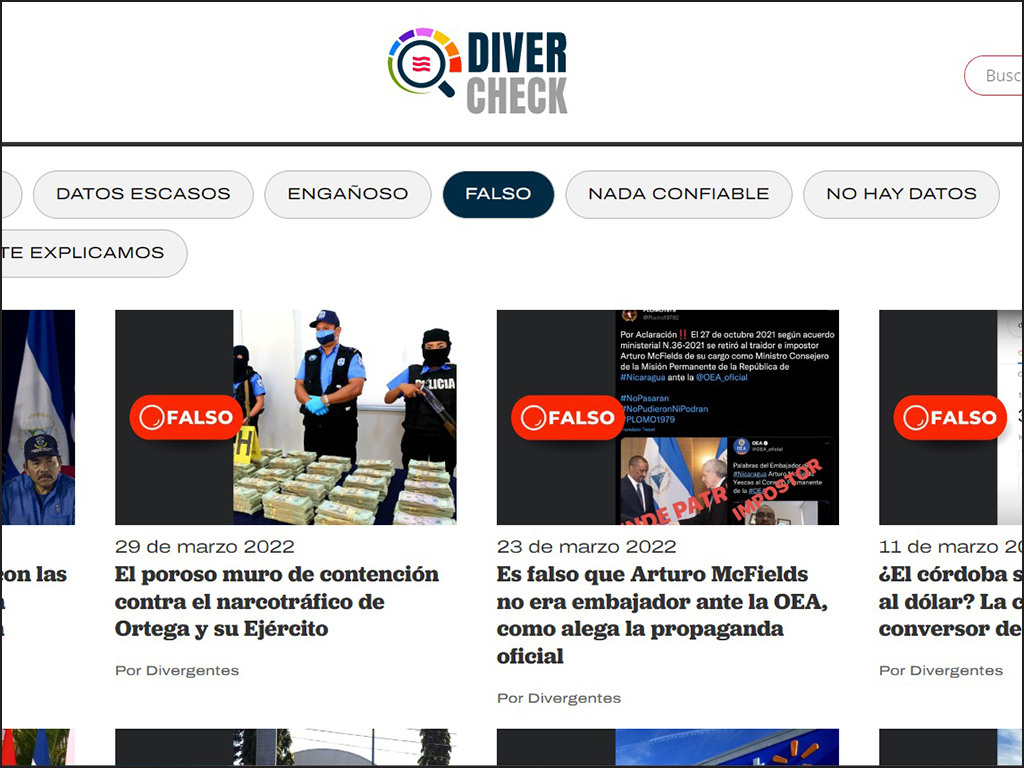 DIVER
CHECK
Busc
DATOS ESCASOS
ENGAÑOSO
FALSO
NADA CONFIABLE
NO HAY DATOS
TE EXPLICAMOS
con las
FALSO
POLICIA
H
29 de marzo 2022
El poroso muro de contención
contra el narcotráfico de
Ortega y su Ejército
Por Divergentes
PLOMO1979
@Plomo19792
Por Aclaración ‼️ El 27 de octubre 2021 según acuerdo
ministerial N.36-2021 se retiró al traidor e impostor
Arturo McFields de su cargo como Ministro Consejero
de la Misión Permanente de la República de
#Nicaragua ante la @OEA_oficial
#NoPasaran
#NoPudieronNiPodran
#PLOMO1979
FALSO
OEA
@OEA_oficial
Palabras del Embajador de
#Nicaragua Arturo
Yescas al Consejo Permanente
de la #OEA
NDE PATR
IMPOSTOR
23 de marzo 2022
Es falso que Arturo McFields
no era embajador ante la OEA,
como alega la propaganda
oficial
Por Divergentes
FALSO
11 de marzo 20
¿El córdoba s
al dólar? La c
conversor de
Por Divergentes